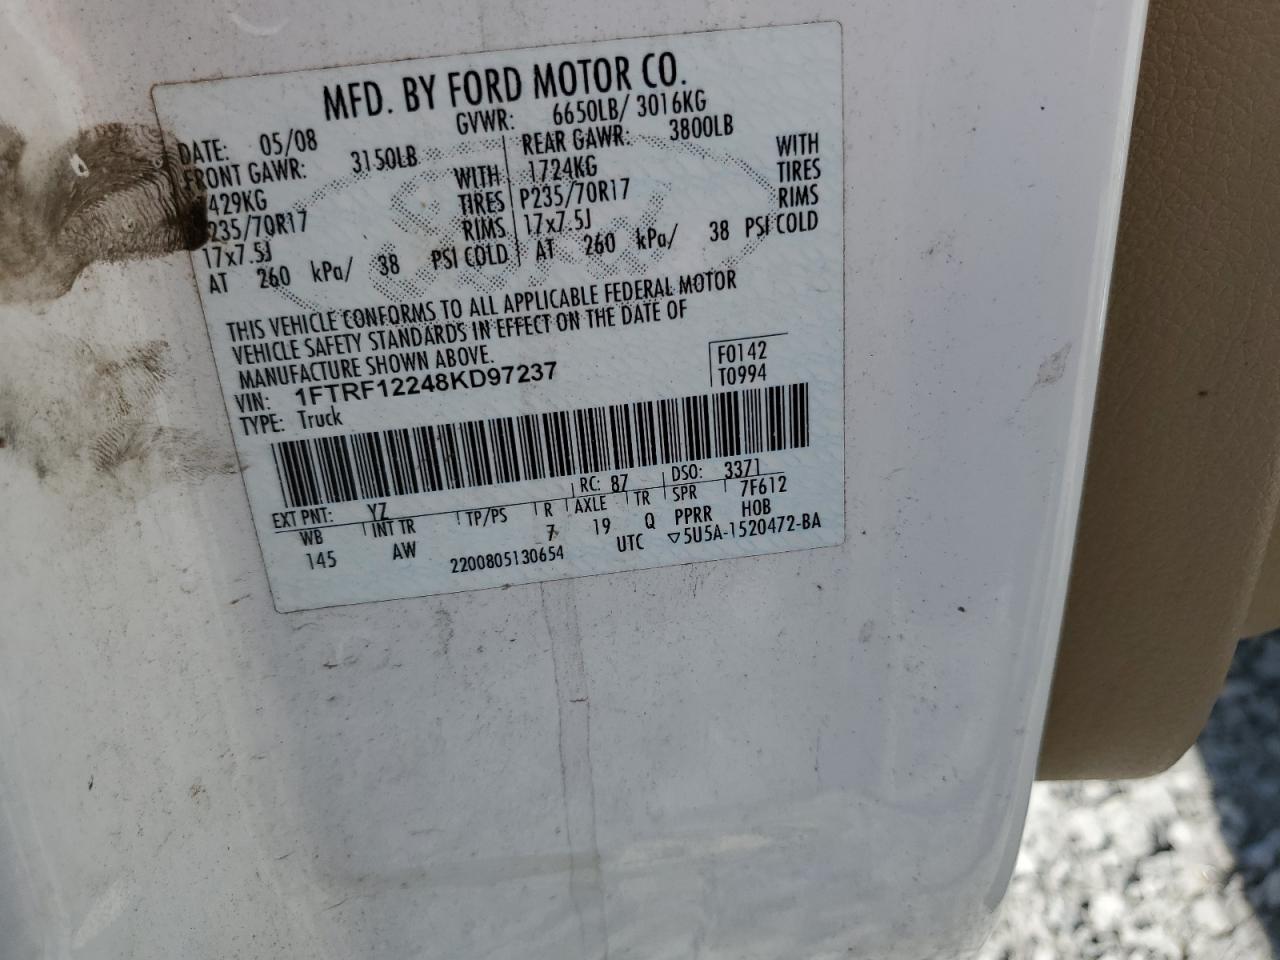 MFD. BY FORD MOTOR CO.
DATE: 05/08 GVWR: 6650LB/ 3016KG
FRONT GAWR: 3150LB REAR GAWR: 3800LB
429KG WITH 1724KG WITH
235/70R17 TIRES P235/70R17 TIRES
17x7.5J RIMS 17x7.5J RIMS
AT 260 kPa/ 38 PSI COLD AT 260 kPa/ 38 PSI COLD
THIS VEHICLE CONFORMS TO ALL APPLICABLE FEDERAL MOTOR
VEHICLE SAFETY STANDARDS IN EFFECT ON THE DATE OF
MANUFACTURE SHOWN ABOVE.
VIN: 1FTRF12248KD97237 F0142
TYPE: Truck T0994
EXT PNT: YZ RC: 87 DSO: 3371
WB INT TR TP/PS R AXLE TR SPR 7F612
145 AW 7 19 Q PPRR HOB
2200805130654 UTC ▽5U5A-1520472-BA